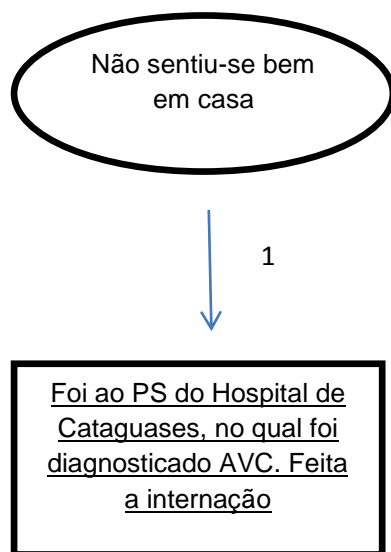 Não sentiu-se bem
em casa
1
Foi ao PS do Hospital de
Cataguases, no qual foi
diagnosticado AVC. Feita
a internação